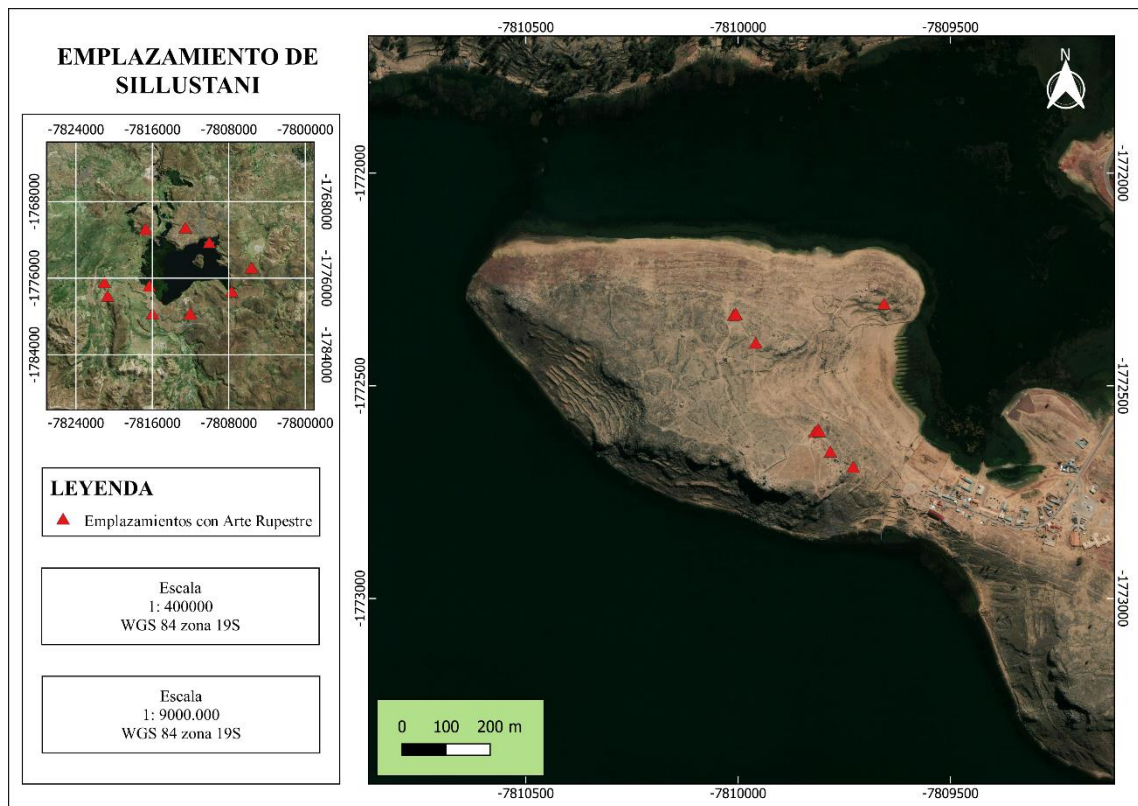 EMPLAZAMIENTO DE
SILLUSTANI
-7824000 -7816000 -7808000 -7800000
-1768000 -1768000
-1776000 -1776000
-1784000 -1784000
-7824000 -7816000 -7808000 -7800000
LEYENDA
Emplazamientos con Arte Rupestre
Escala
1: 400000
WGS 84 zona 19S
Escala
1: 9000.000
WGS 84 zona 19S
-7810500 -7810000 -7809500
N
-1772000 -1772000
-1772500 -1772500
-1773000 -1773000
0 100 200 m
-7810500 -7810000 -7809500